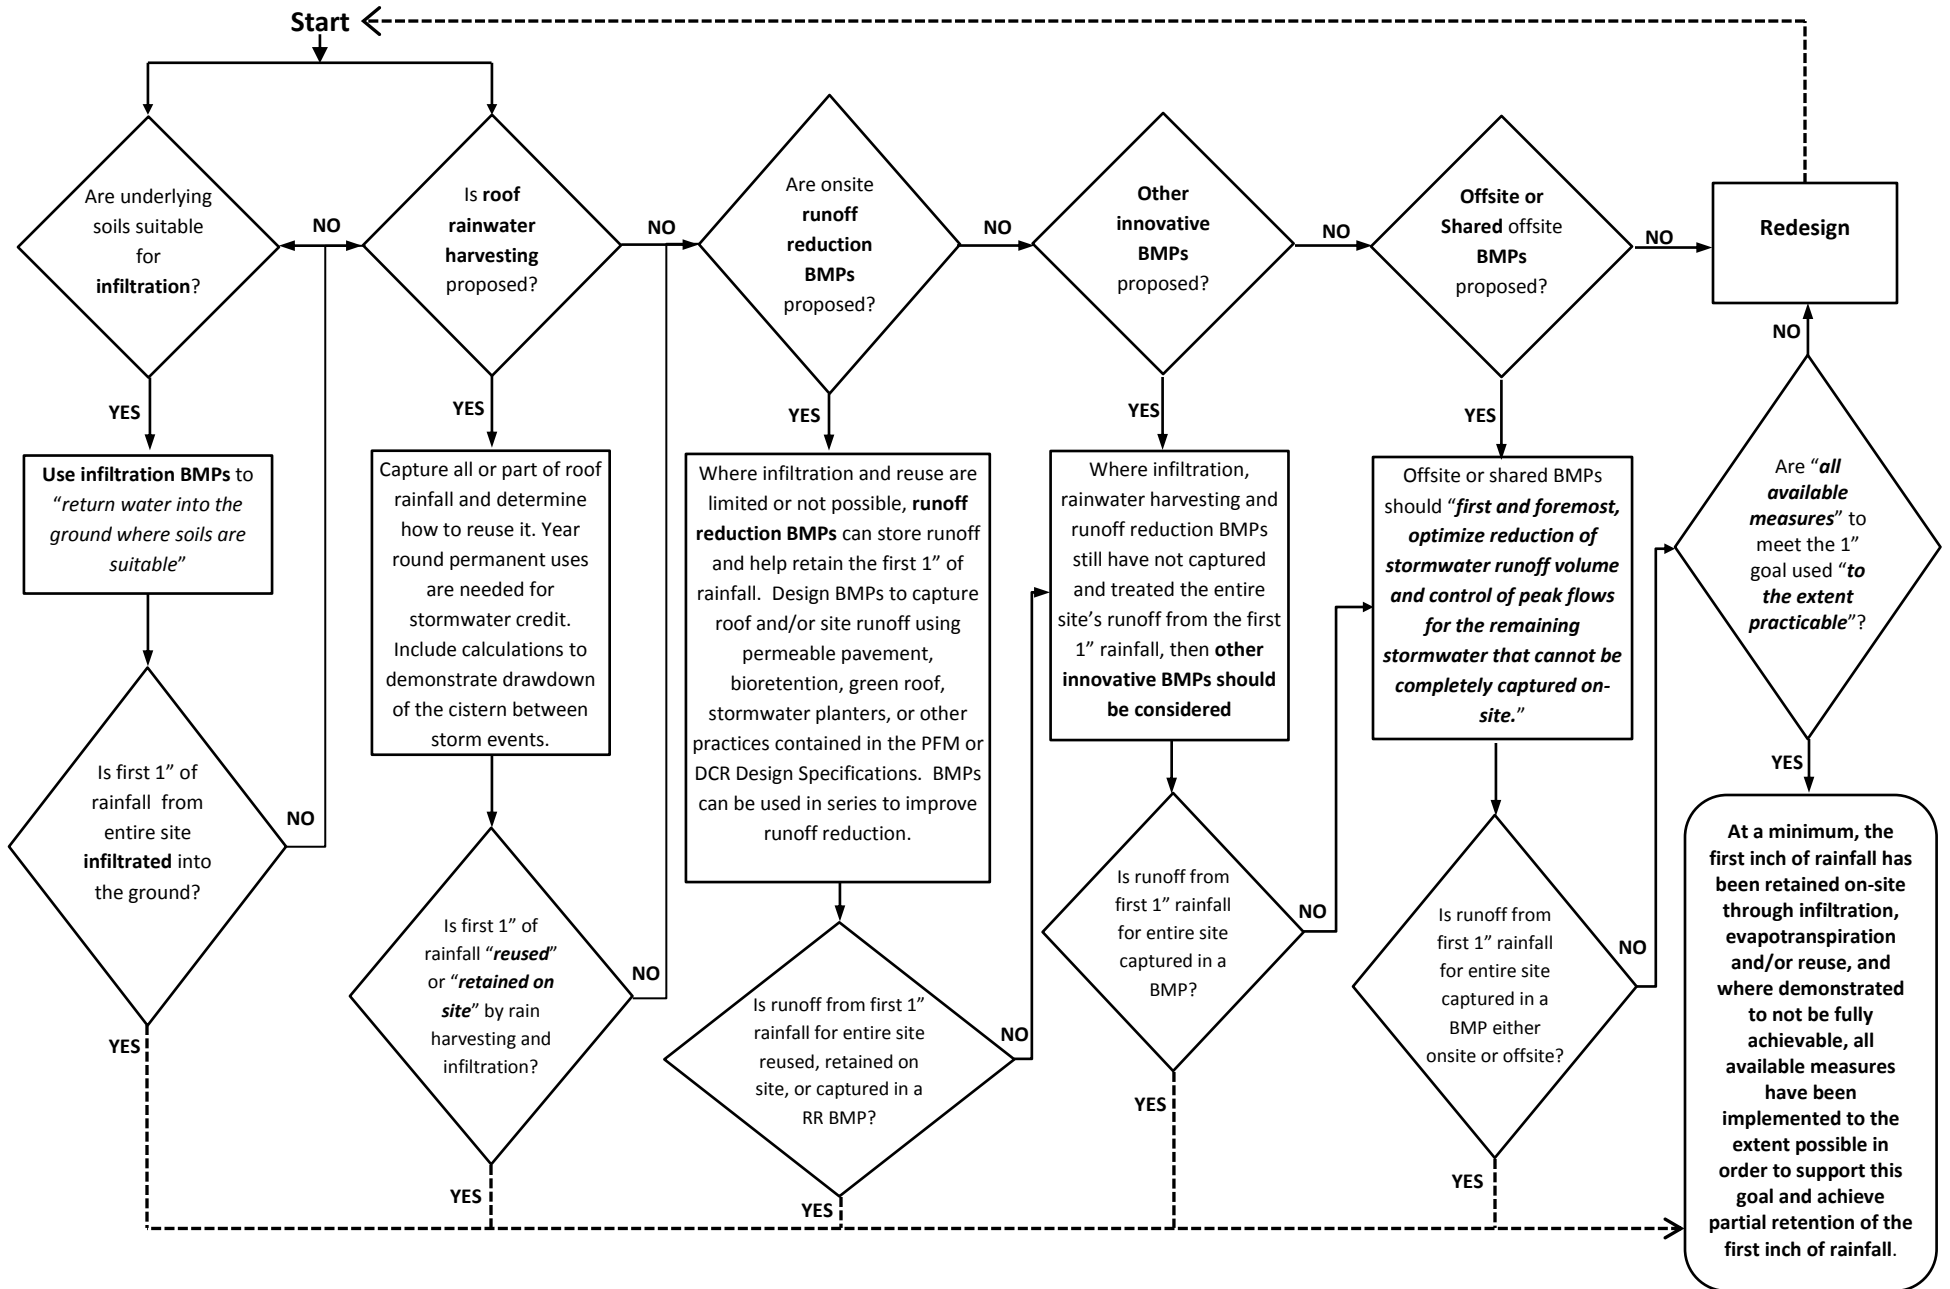 Start
Are underlying
soils suitable
for
infiltration?
NO
Is roof
rainwater
harvesting
proposed?
NO
Are onsite
runoff
reduction
BMPs
proposed?
NO
Other
innovative
BMPs
proposed?
NO
Offsite or
Shared offsite
BMPs
proposed?
NO
Redesign
YES
YES
YES
YES
YES
NO
Use infiltration BMPs to
“return water into the
ground where soils are
suitable”
Capture all or part of roof
rainfall and determine
how to reuse it. Year
round permanent uses
are needed for
stormwater credit.
Include calculations to
demonstrate drawdown
of the cistern between
storm events.
Where infiltration and reuse are
limited or not possible, runoff
reduction BMPs can store runoff
and help retain the first 1” of
rainfall.  Design BMPs to capture
roof and/or site runoff using
permeable pavement,
bioretention, green roof,
stormwater planters, or other
practices contained in the PFM or
DCR Design Specifications.  BMPs
can be used in series to improve
runoff reduction.
Where infiltration,
rainwater harvesting and
runoff reduction BMPs
still have not captured
and treated the entire
site’s runoff from the first
1” rainfall, then other
innovative BMPs should
be considered
Offsite or shared BMPs
should “first and foremost,
optimize reduction of
stormwater runoff volume
and control of peak flows
for the remaining
stormwater that cannot be
completely captured on-
site.”
Are “all
available
measures” to
meet the 1”
goal used “to
the extent
practicable”?
YES
Is first 1” of
rainfall  from
entire site
infiltrated into
the ground?
NO
YES
Is first 1” of
rainfall “reused”
or “retained on
site” by rain
harvesting and
infiltration?
NO
YES
Is runoff from first 1”
rainfall for entire site
reused, retained on
site, or captured in a
RR BMP?
NO
YES
Is runoff from
first 1” rainfall
for entire site
captured in a
BMP?
NO
YES
Is runoff from
first 1” rainfall
for entire site
captured in a
BMP either
onsite or offsite?
NO
YES
At a minimum, the
first inch of rainfall has
been retained on-site
through infiltration,
evapotranspiration
and/or reuse, and
where demonstrated
to not be fully
achievable, all
available measures
have been
implemented to the
extent possible in
order to support this
goal and achieve
partial retention of the
first inch of rainfall.